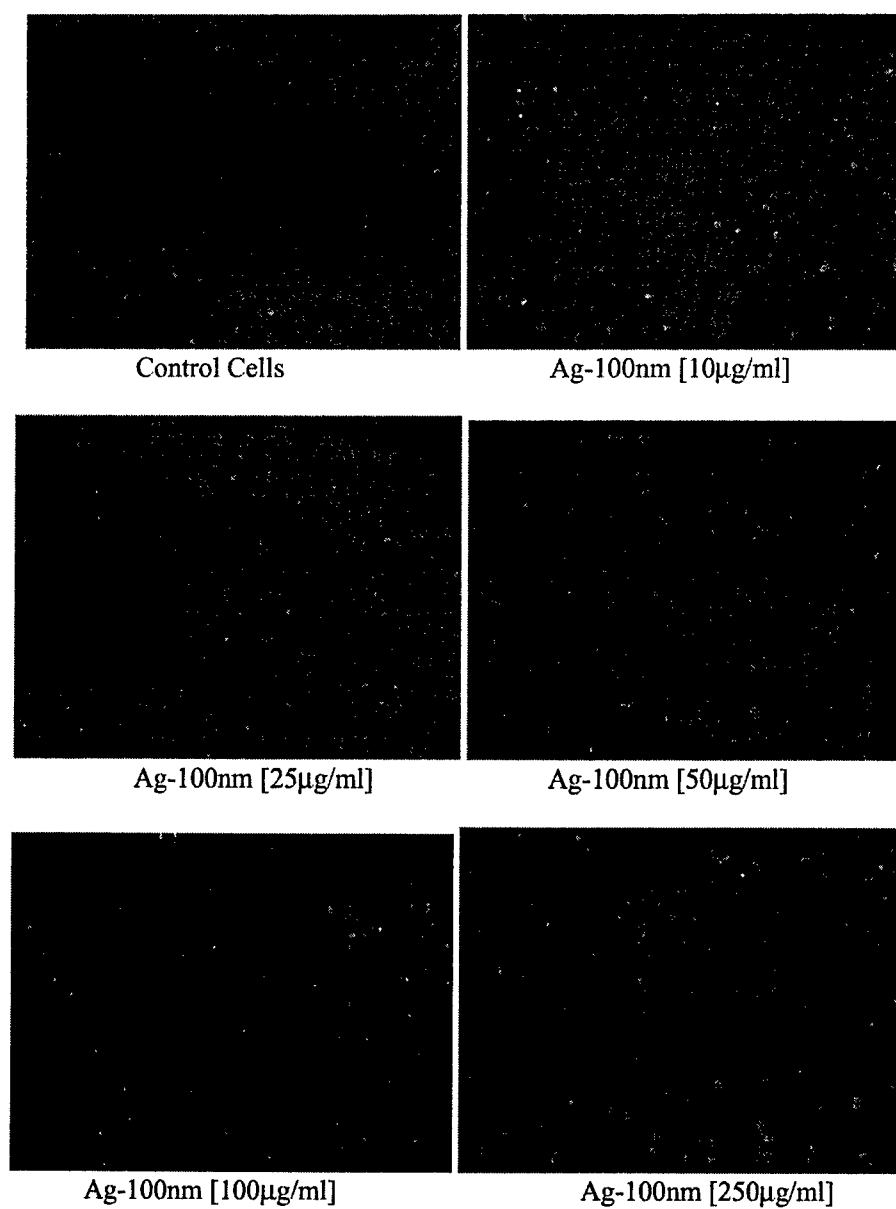 Control Cells
Ag-100nm [10µg/ml]
Ag-100nm [25µg/ml]
Ag-100nm [50µg/ml]
Ag-100nm [100µg/ml]
Ag-100nm [250µg/ml]